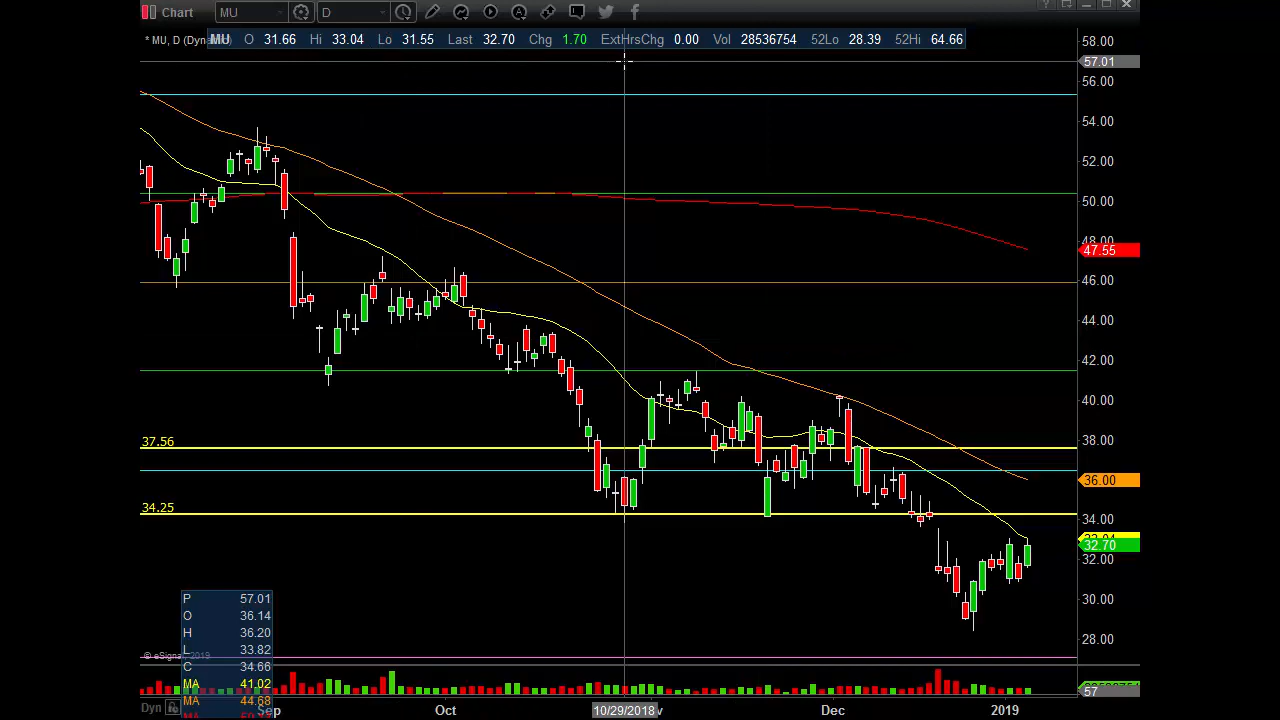 Chart MU D
* MU, D (Dyn MU O 31.66 Hi 33.04 Lo 31.55 Last 32.70 Chg 1.70 ExtHrsChg 0.00 Vol 28536754 52Lo 28.39 52Hi 64.66
58.00
57.01
56.00
54.00
52.00
50.00
48.00
47.55
46.00
44.00
42.00
40.00
37.56
38.00
36.00
34.25
34.00
32.70
32.00
30.00
28.00
P 57.01
O 36.14
H 36.20
L 33.82
C 34.66
MA 41.02
MA 44.68
© eSignal, 2019
57
Dyn Sep Oct 10/29/2018 Dec 2019